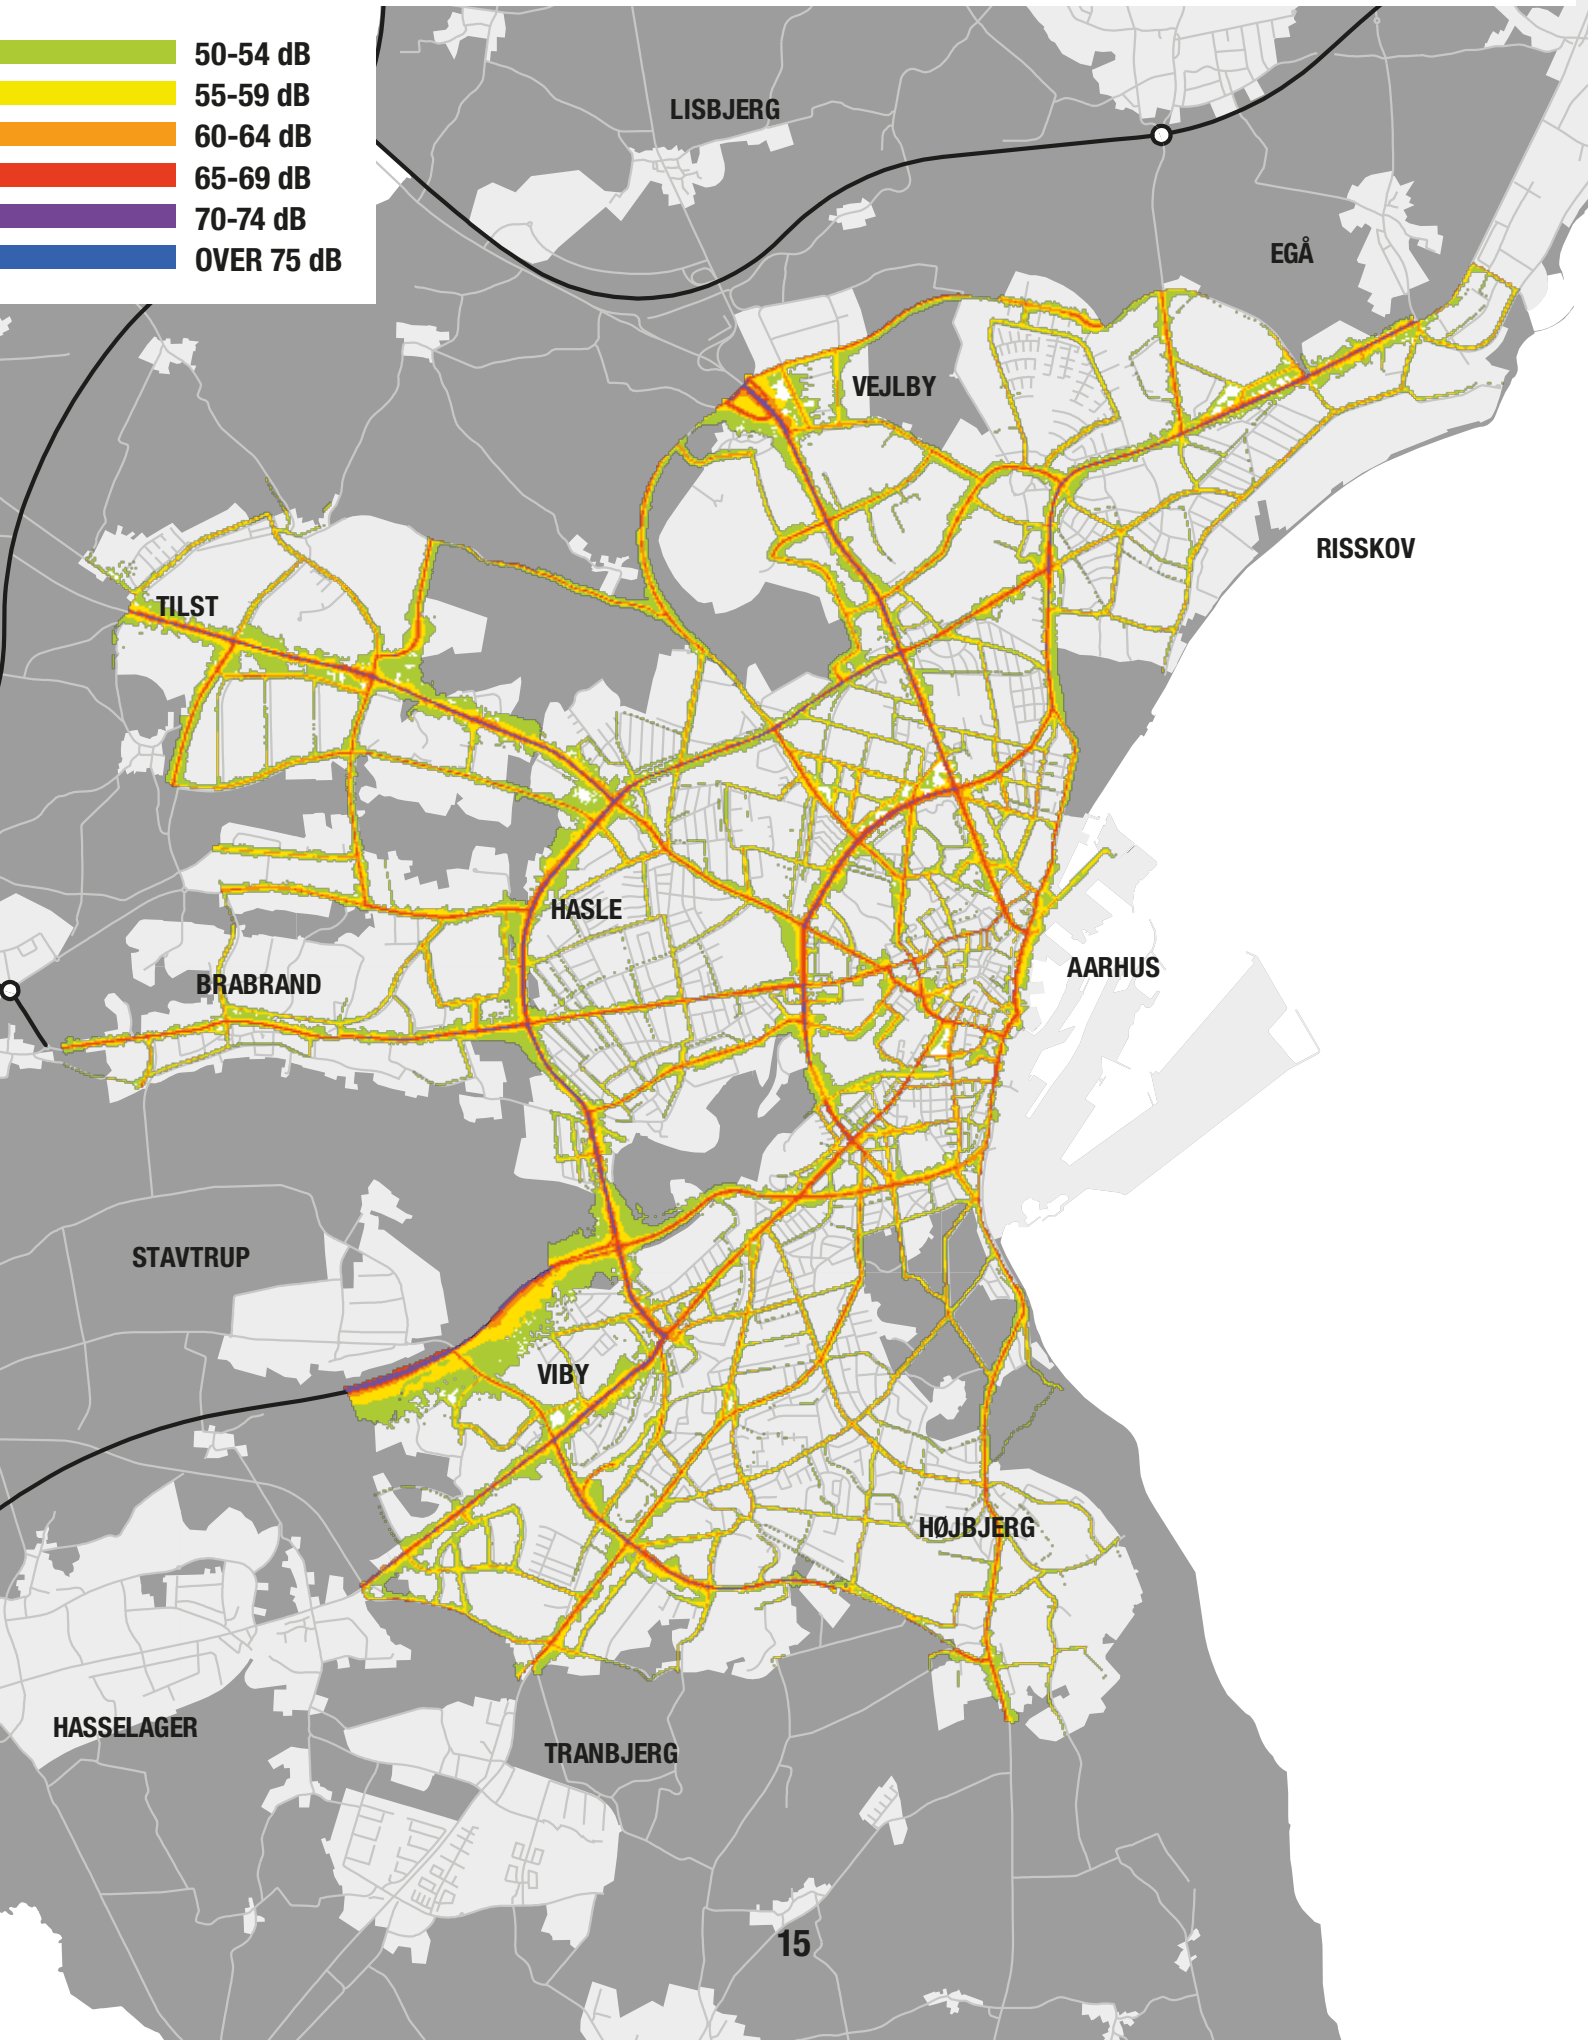 50-54 dB
55-59 dB
60-64 dB
65-69 dB
70-74 dB
OVER 75 dB
LISBJERG
EGÅ
VEJLBY
RISSKOV
TILST
HASLE
AARHUS
BRABRAND
STAVTRUP
VIBY
HØJBJERG
HASSELAGER
TRANBJERG
15